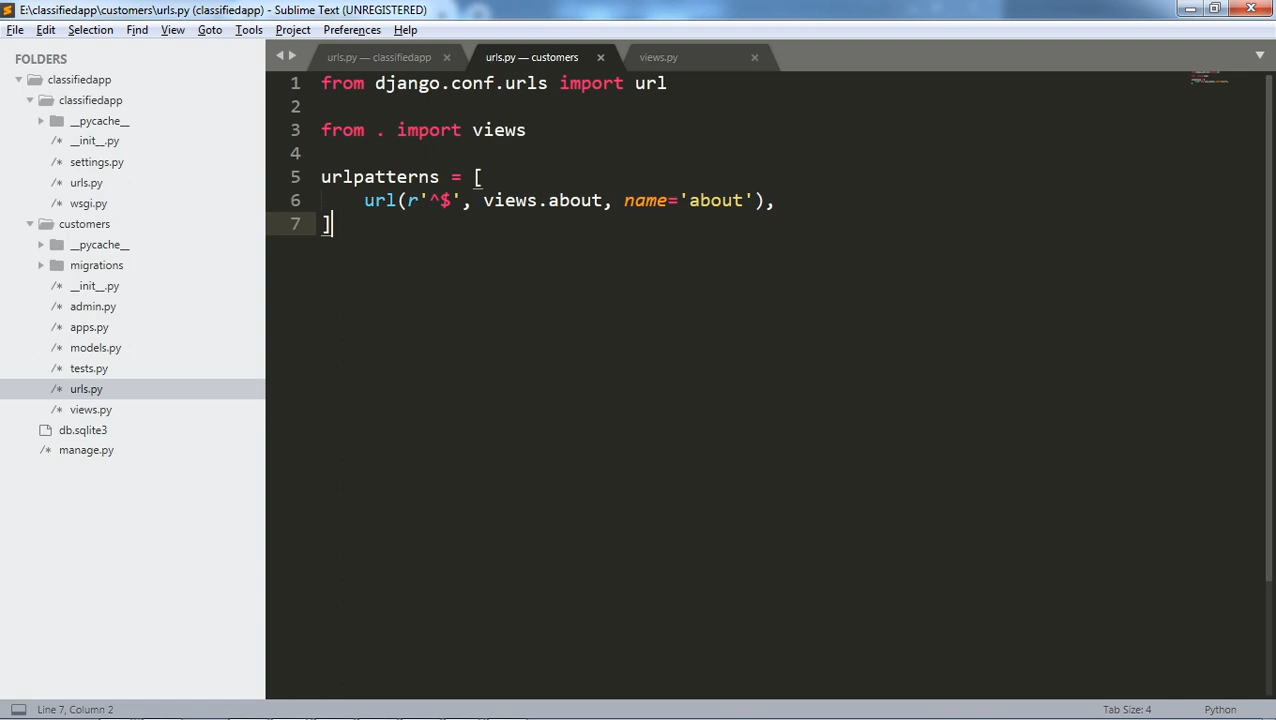 E:\classifiedapp\customers\urls.py (classifiedapp) - Sublime Text (UNREGISTERED)
File Edit Selection Find View Goto Tools Project Preferences Help
FOLDERS
classifiedapp
classifiedapp
__pycache__
/* __init__.py
/* settings.py
/* urls.py
/* wsgi.py
customers
__pycache__
migrations
/* __init__.py
/* admin.py
/* apps.py
/* models.py
/* tests.py
/* urls.py
/* views.py
db.sqlite3
/* manage.py
urls.py — classifiedapp urls.py — customers views.py
1 from django.conf.urls import url
2
3 from . import views
4
5 urlpatterns = [
6 url(r'^$', views.about, name='about'),
7 ]
Line 7, Column 2 Tab Size: 4 Python